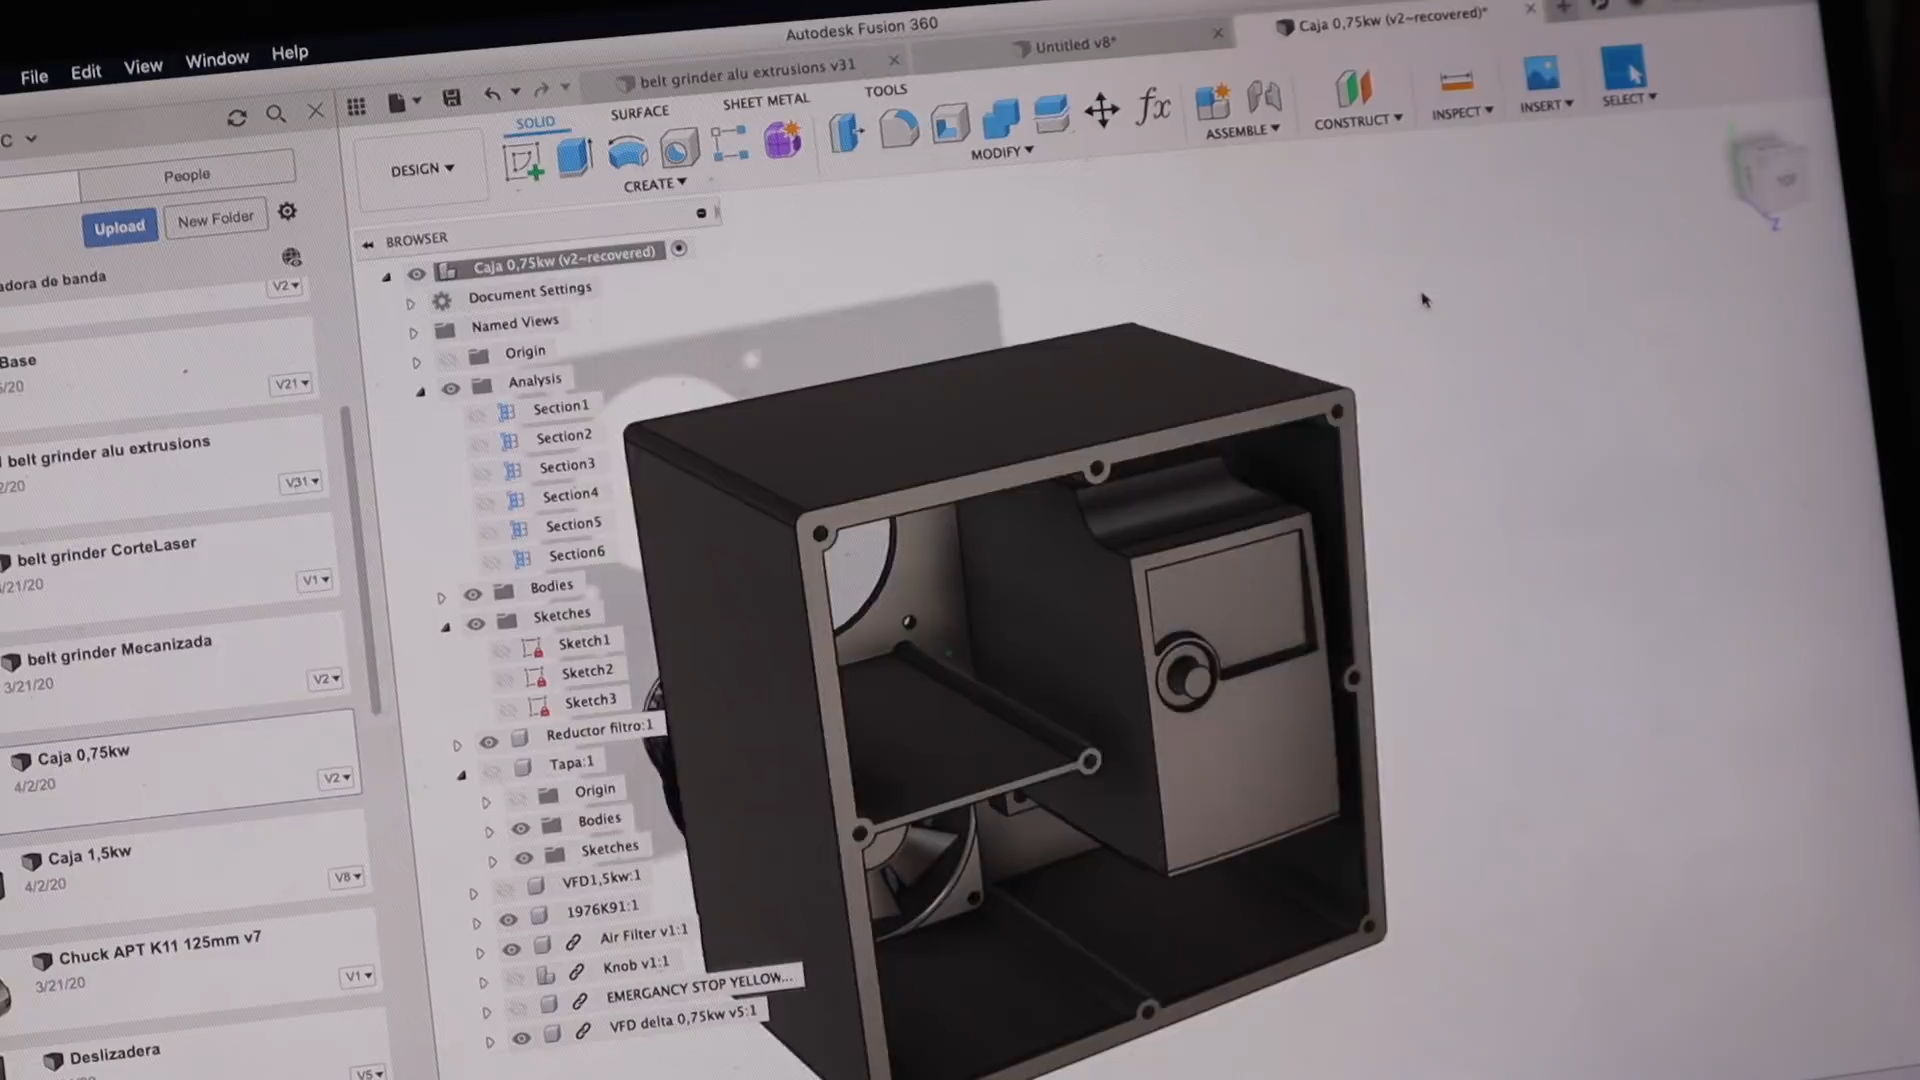 Autodesk Fusion 360
File Edit View Window Help
belt grinder alu extrusions v31
Untitled v8*
Caja 0,75kw (v2~recovered)*
C
People
Upload
New Folder
DESIGN
SOLID
SURFACE
SHEET METAL
TOOLS
CREATE
MODIFY
fx
ASSEMBLE
CONSTRUCT
INSPECT
INSERT
SELECT
TOP
Z
BROWSER
Caja 0,75kw (v2~recovered)
Document Settings
Named Views
Origin
Analysis
Section1
Section2
Section3
Section4
Section5
Section6
Bodies
Sketches
Sketch1
Sketch2
Sketch3
Reductor filtro:1
Tapa:1
Origin
Bodies
Sketches
VFD1,5kw:1
1976K91:1
Air Filter v1:1
Knob v1:1
EMERGANCY STOP YELLOW...
VFD delta 0,75kw v5:1
adora de banda
V2
Base
/20
V21
belt grinder alu extrusions
2/20
V31
belt grinder CorteLaser
/21/20
V1
belt grinder Mecanizada
3/21/20
V2
Caja 0,75kw
4/2/20
V2
Caja 1,5kw
4/2/20
V8
Chuck APT K11 125mm v7
3/21/20
V1
Deslizadera
V5